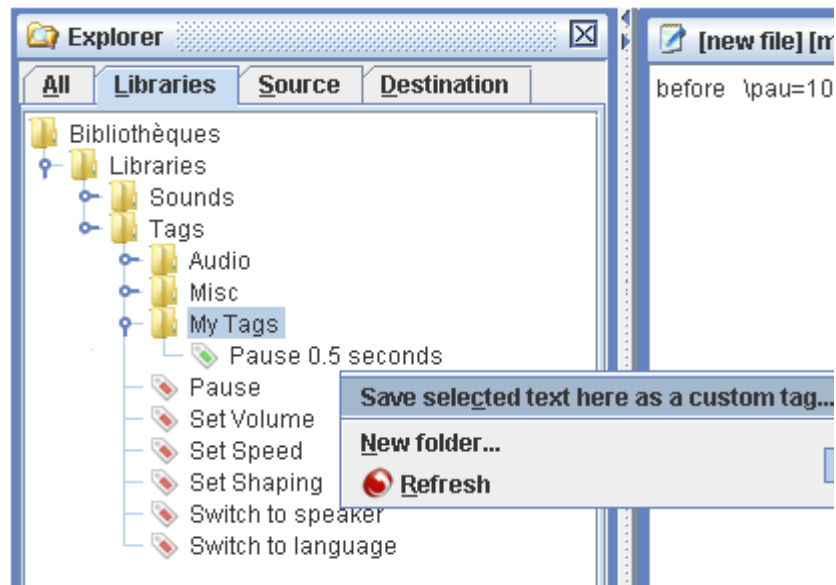 Explorer
All Libraries Source Destination
Bibliothèques
Libraries
Sounds
Tags
Audio
Misc
My Tags
Pause 0.5 seconds
Pause
Set Volume
Set Speed
Set Shaping
Switch to speaker
Switch to language
Save selected text here as a custom tag...
New folder...
Refresh
[new file] [m
before \pau=10